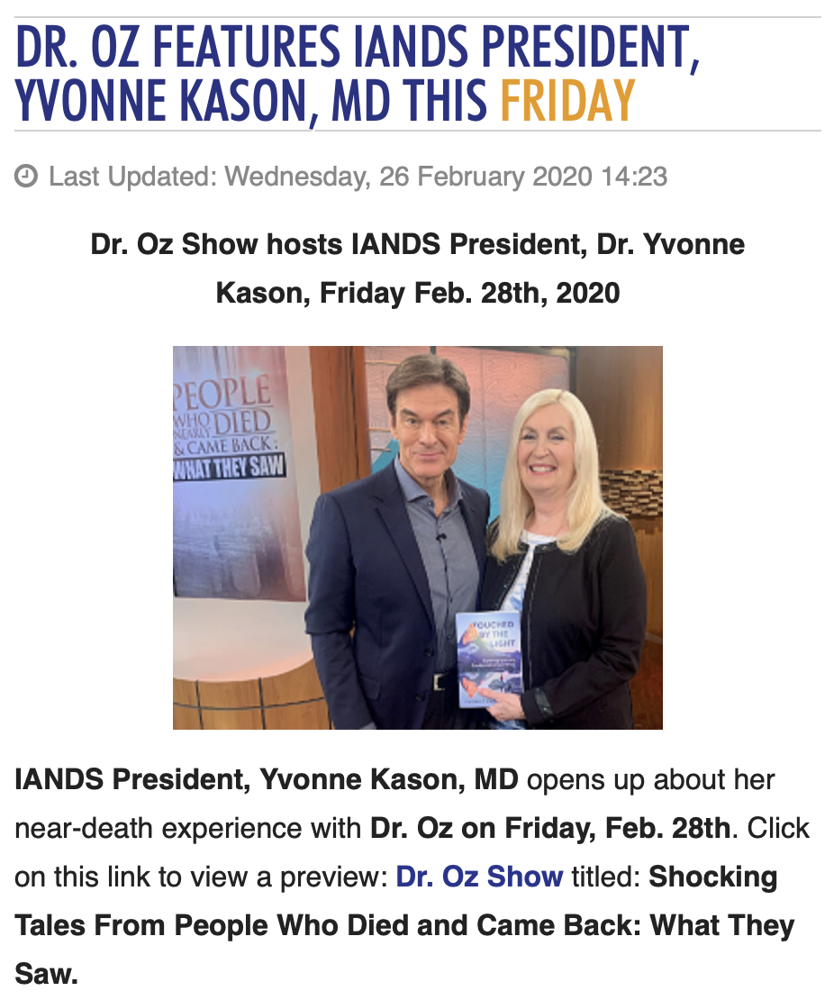 DR. OZ FEATURES IANDS PRESIDENT,
YVONNE KASON, MD THIS FRIDAY
Last Updated: Wednesday, 26 February 2020 14:23
Dr. Oz Show hosts IANDS President, Dr. Yvonne
Kason, Friday Feb. 28th, 2020
PEOPLE
WHO NEARLY DIED
& CAME BACK:
WHAT THEY SAW
TOUCHED
BY THE
LIGHT
IANDS President, Yvonne Kason, MD opens up about her
near-death experience with Dr. Oz on Friday, Feb. 28th. Click
on this link to view a preview: Dr. Oz Show titled: Shocking
Tales From People Who Died and Came Back: What They
Saw.